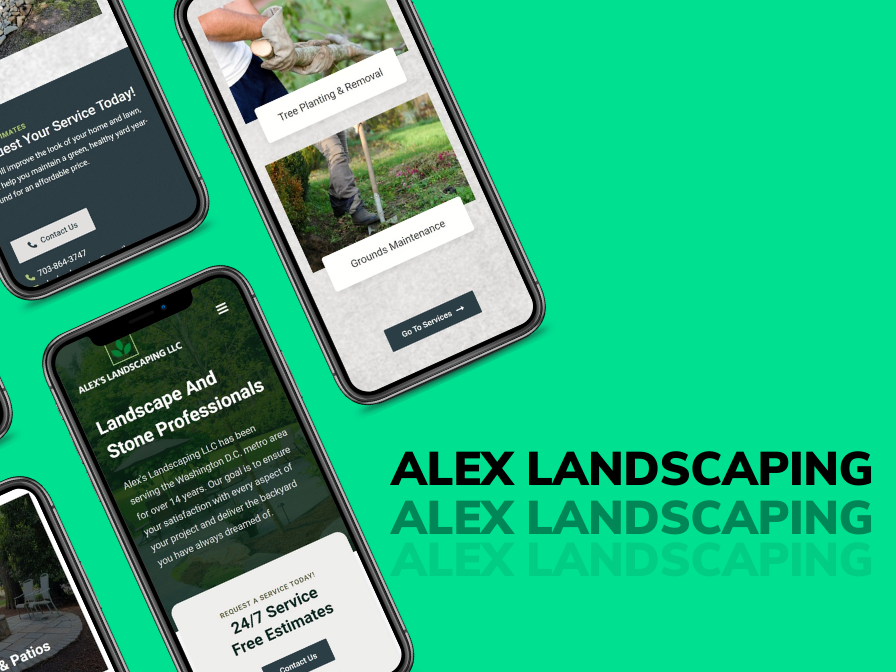 Tree Planting & Removal
Request Your Service Today!
will improve the look of your home and lawn,
help you maintain a green, healthy yard year-
for an affordable price.
Contact Us
703-864-3747
Grounds Maintenance
Go To Services
ALEX'S LANDSCAPING LLC
Landscape And
Stone Professionals
Alex's Landscaping LLC has been
serving the Washington D.C. metro area
for over 14 years. Our goal is to ensure
your satisfaction with every aspect of
your project and deliver the backyard
you have always dreamed of.
REQUEST A SERVICE TODAY!
24/7 Service
Free Estimates
Contact Us
& Patios
ALEX LANDSCAPING
ALEX LANDSCAPING
ALEX LANDSCAPING